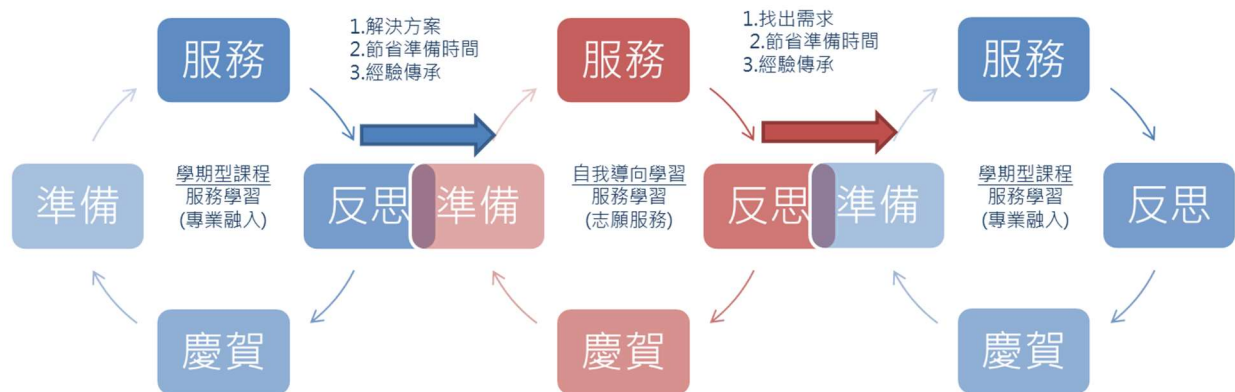 服務
準備
學期型課程
服務學習
(專業融入)
反思
慶賀
1.解決方案
2.節省準備時間
3.經驗傳承
服務
準備
自我導向學習
服務學習
(志願服務)
反思
慶賀
1.找出需求
2.節省準備時間
3.經驗傳承
服務
準備
學期型課程
服務學習
(專業融入)
反思
慶賀